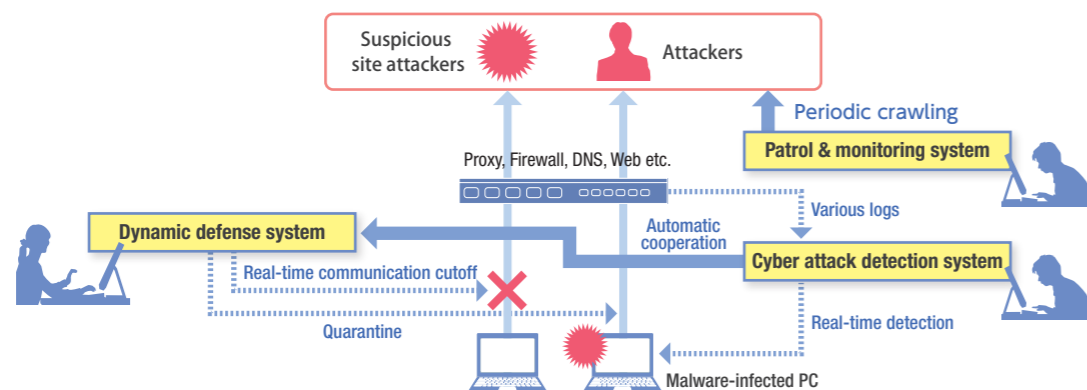 Suspicious
site attackers
Attackers
Periodic crawling
Patrol & monitoring system
Proxy, Firewall, DNS, Web etc.
Various logs
Automatic
cooperation
Dynamic defense system
Cyber attack detection system
Real-time communication cutoff
Quarantine
Real-time detection
Malware-infected PC